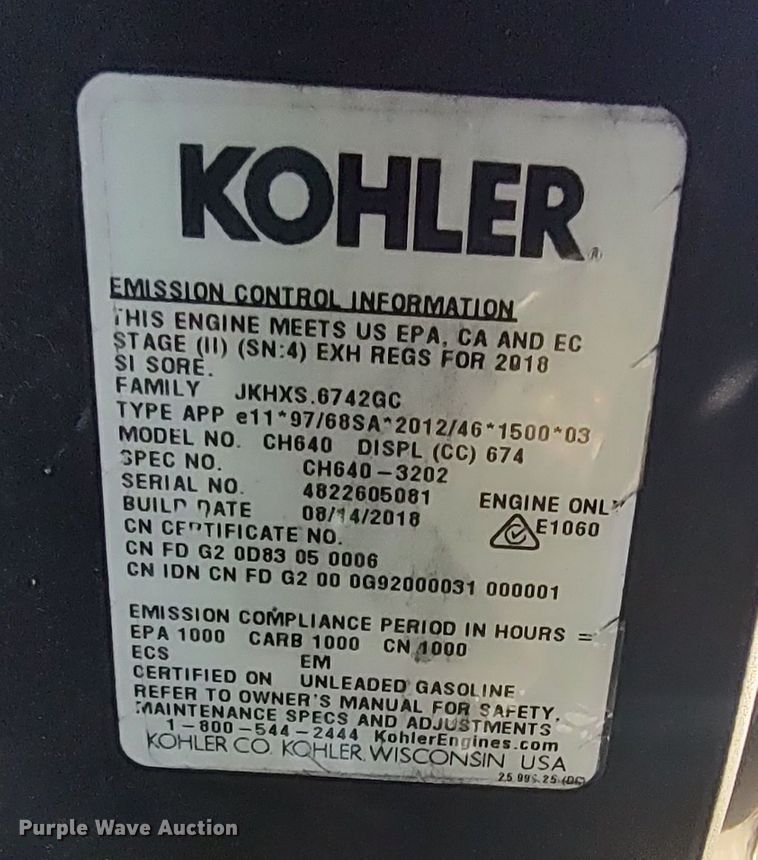 KOHLER®
EMISSION CONTROL INFORMATION
THIS ENGINE MEETS US EPA, CA AND EC
STAGE (II) (SN:4) EXH REGS FOR 2018
SI SORE.
FAMILY JKHXS.6742GC
TYPE APP e11*97/68SA*2012/46*1500*03
MODEL NO. CH640 DISPL (CC) 674
SPEC NO. CH640-3202
SERIAL NO. 4822605081 ENGINE ONLY
BUILD DATE 08/14/2018 E1060
CN CERTIFICATE NO.
CN FD G2 0D83 05 0006
CN IDN CN FD G2 00 0G92000031 000001
EMISSION COMPLIANCE PERIOD IN HOURS =
EPA 1000 CARB 1000 CN 1000
ECS EM
CERTIFIED ON UNLEADED GASOLINE
REFER TO OWNER'S MANUAL FOR SAFETY,
MAINTENANCE SPECS AND ADJUSTMENTS
1-800-544-2444 KohlerEngines.com
KOHLER CO. KOHLER, WISCONSIN USA
Purple Wave Auction